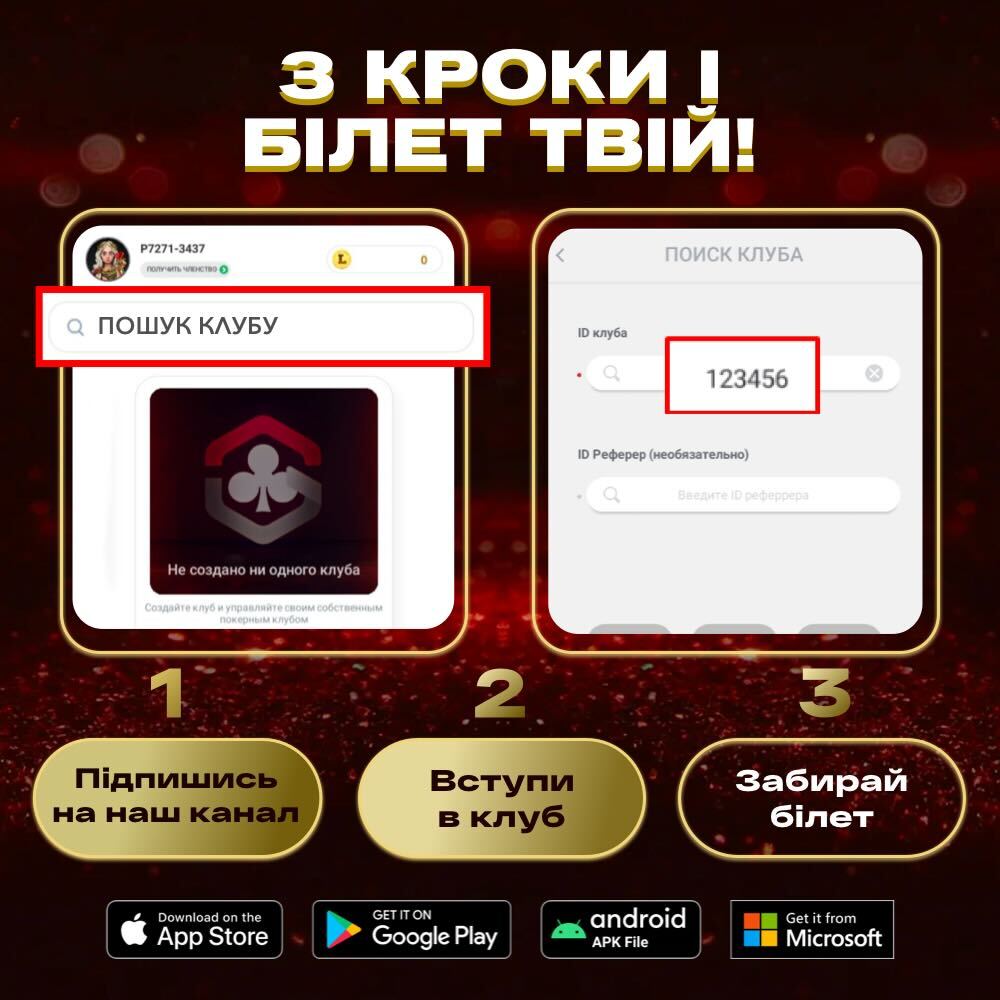 3 КРОКИ І
БІЛЕТ ТВІЙ!
P7271-3437
ПОЛУЧИТЬ ЧЛЕНСТВО
L
0
ПОШУК КЛУБУ
Не создано ни одного клуба
Создайте клуб и управляйте своим собственным
покерным клубом
ПОИСК КЛУБА
ID клуба
123456
ID Реферер (необязательно)
Введите ID реферрера
1
2
3
Підпишись
на наш канал
Вступи
в клуб
Забирай
білет
Download on the
App Store
GET IT ON
Google Play
android
APK File
Get it from
Microsoft